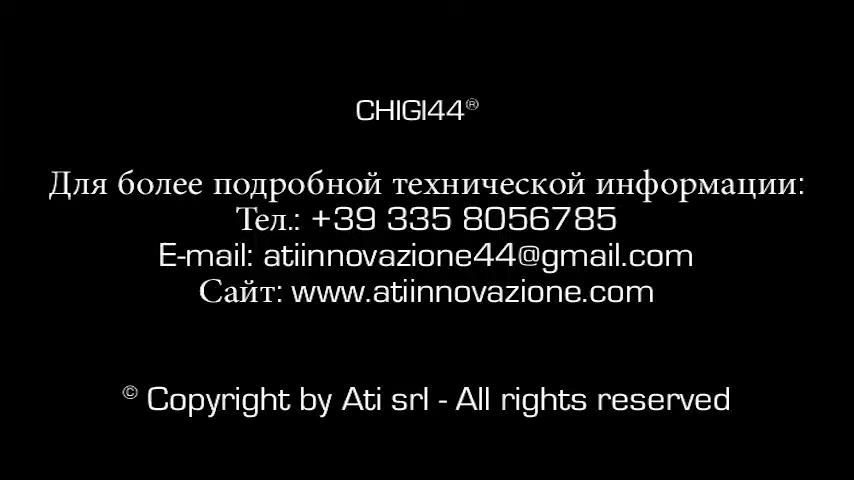 CHIGI44®
Для более подробной технической информации:
Тел.: +39 335 8056785
E-mail: atiinnovazione44@gmail.com
Сайт: www.atiinnovazione.com
© Copyright by Ati srl - All rights reserved